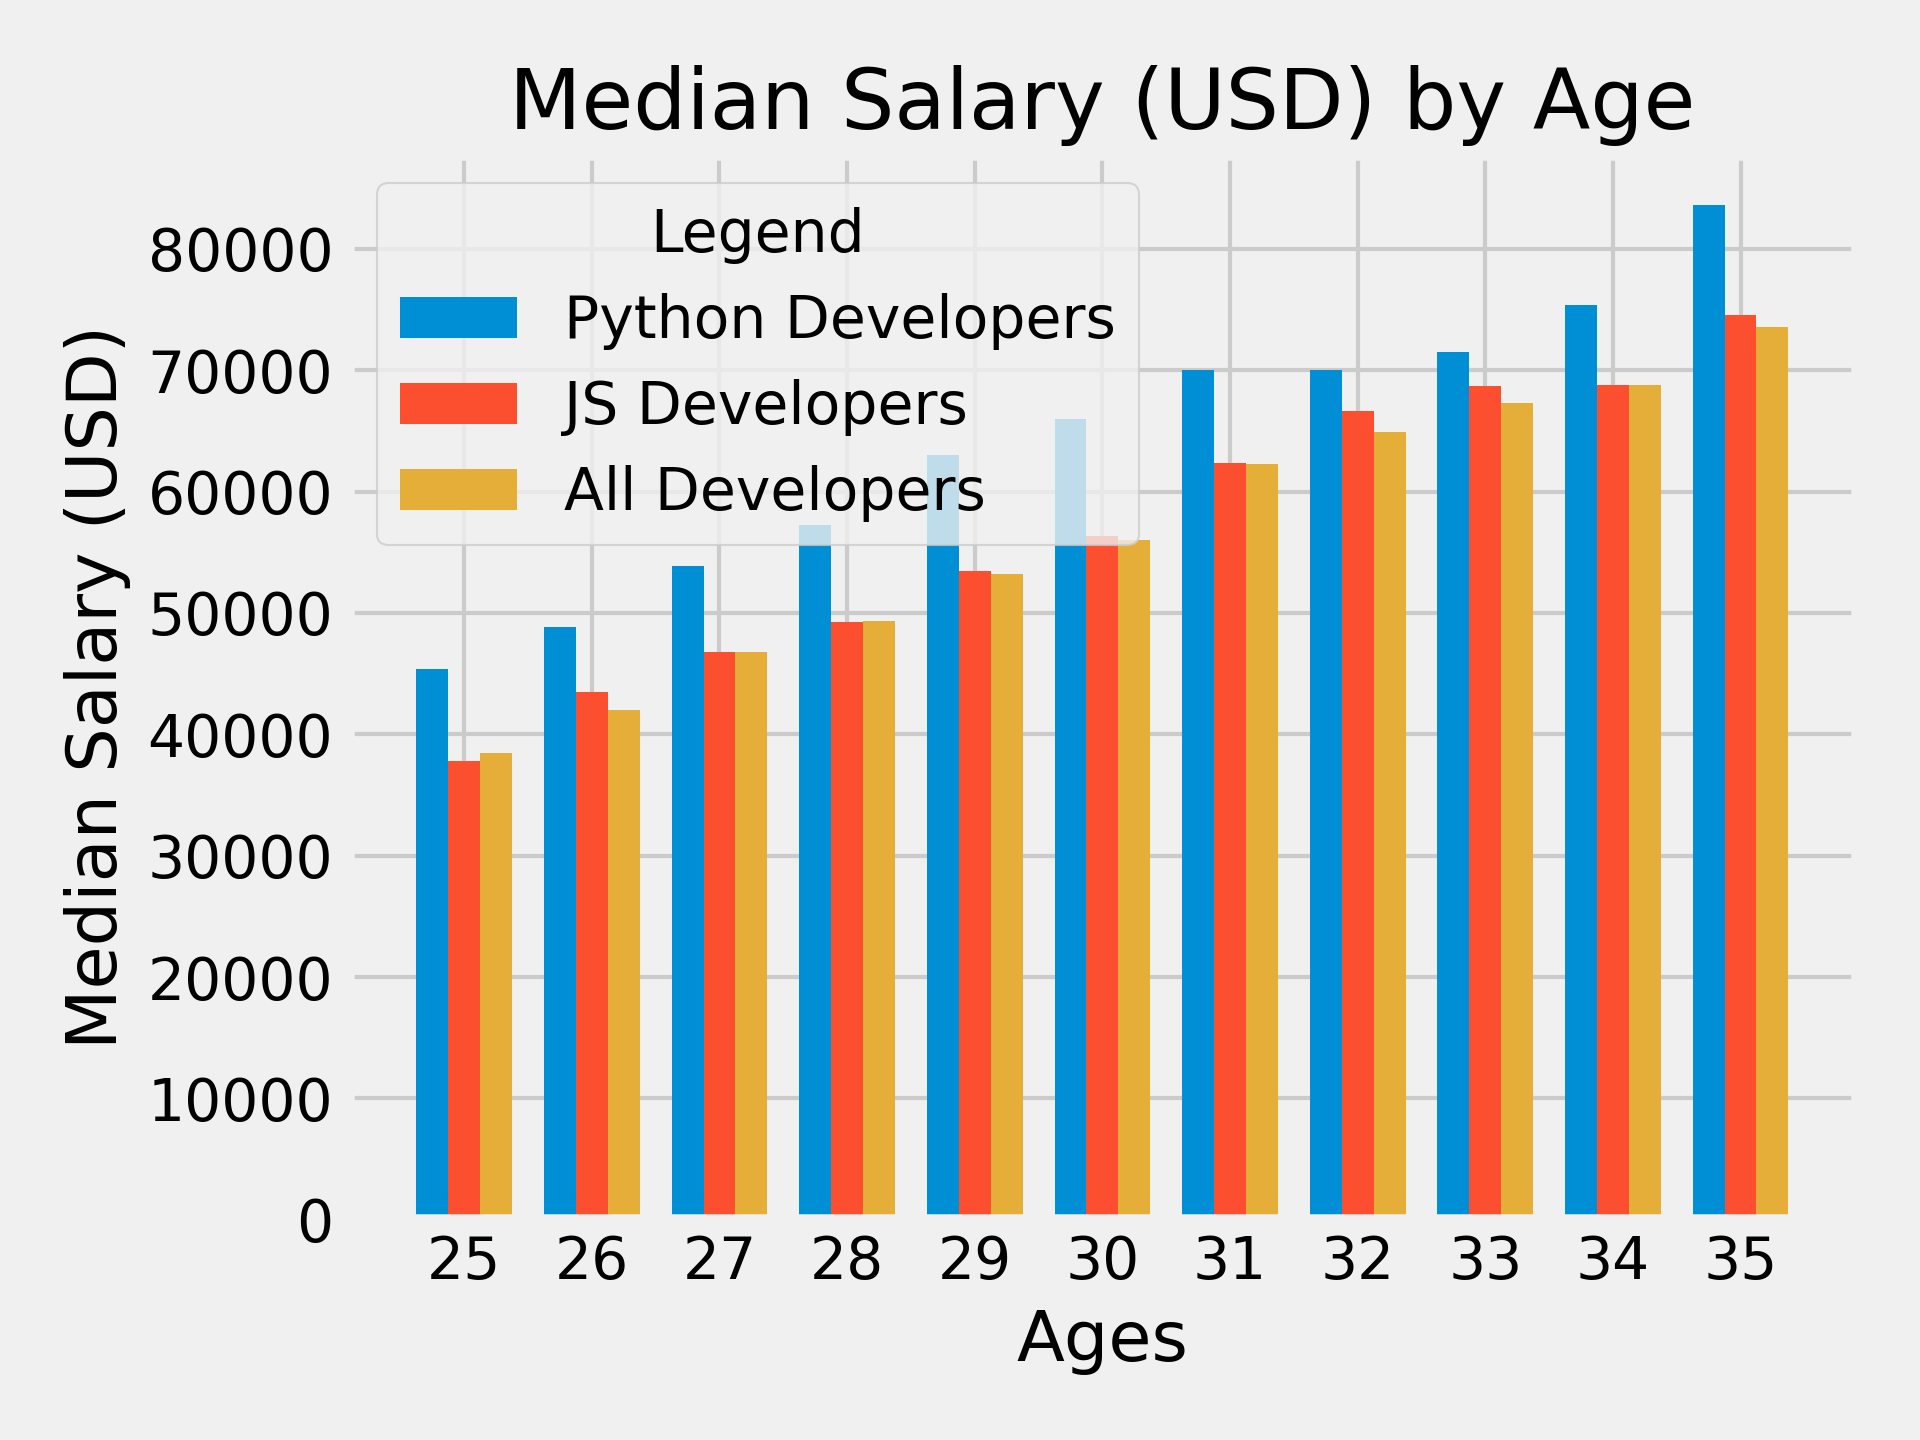 Median Salary (USD) by Age
Legend
Python Developers
JS Developers
All Developers
Median Salary (USD)
80000
70000
60000
50000
40000
30000
20000
10000
0
25 26 27 28 29 30 31 32 33 34 35
Ages